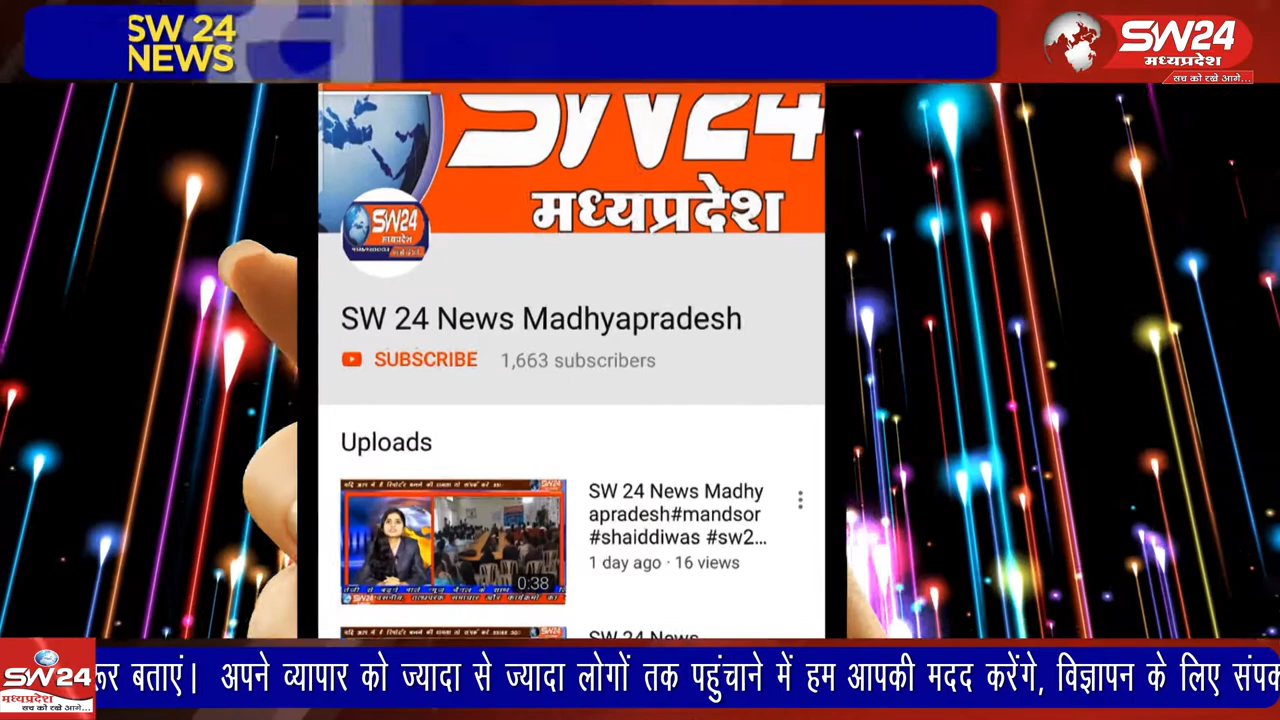 SW 24
NEWS
SW24
मध्यप्रदेश
सच को रखे आगे...
SW24
मध्यप्रदेश
SW24
मध्यप्रदेश
SW 24 News Madhyapradesh
SUBSCRIBE 1,663 subscribers
Uploads
SW 24 News Madhy
apradesh#mandsor
#shaiddiwas #sw2...
1 day ago · 16 views
0:38
SW 24 News
SW24
मध्यप्रदेश
सच को रखे आगे...
बताएं। अपने व्यापार को ज्यादा से ज्यादा लोगों तक पहुंचाने में हम आपकी मदद करेंगे, विज्ञापन के लिए